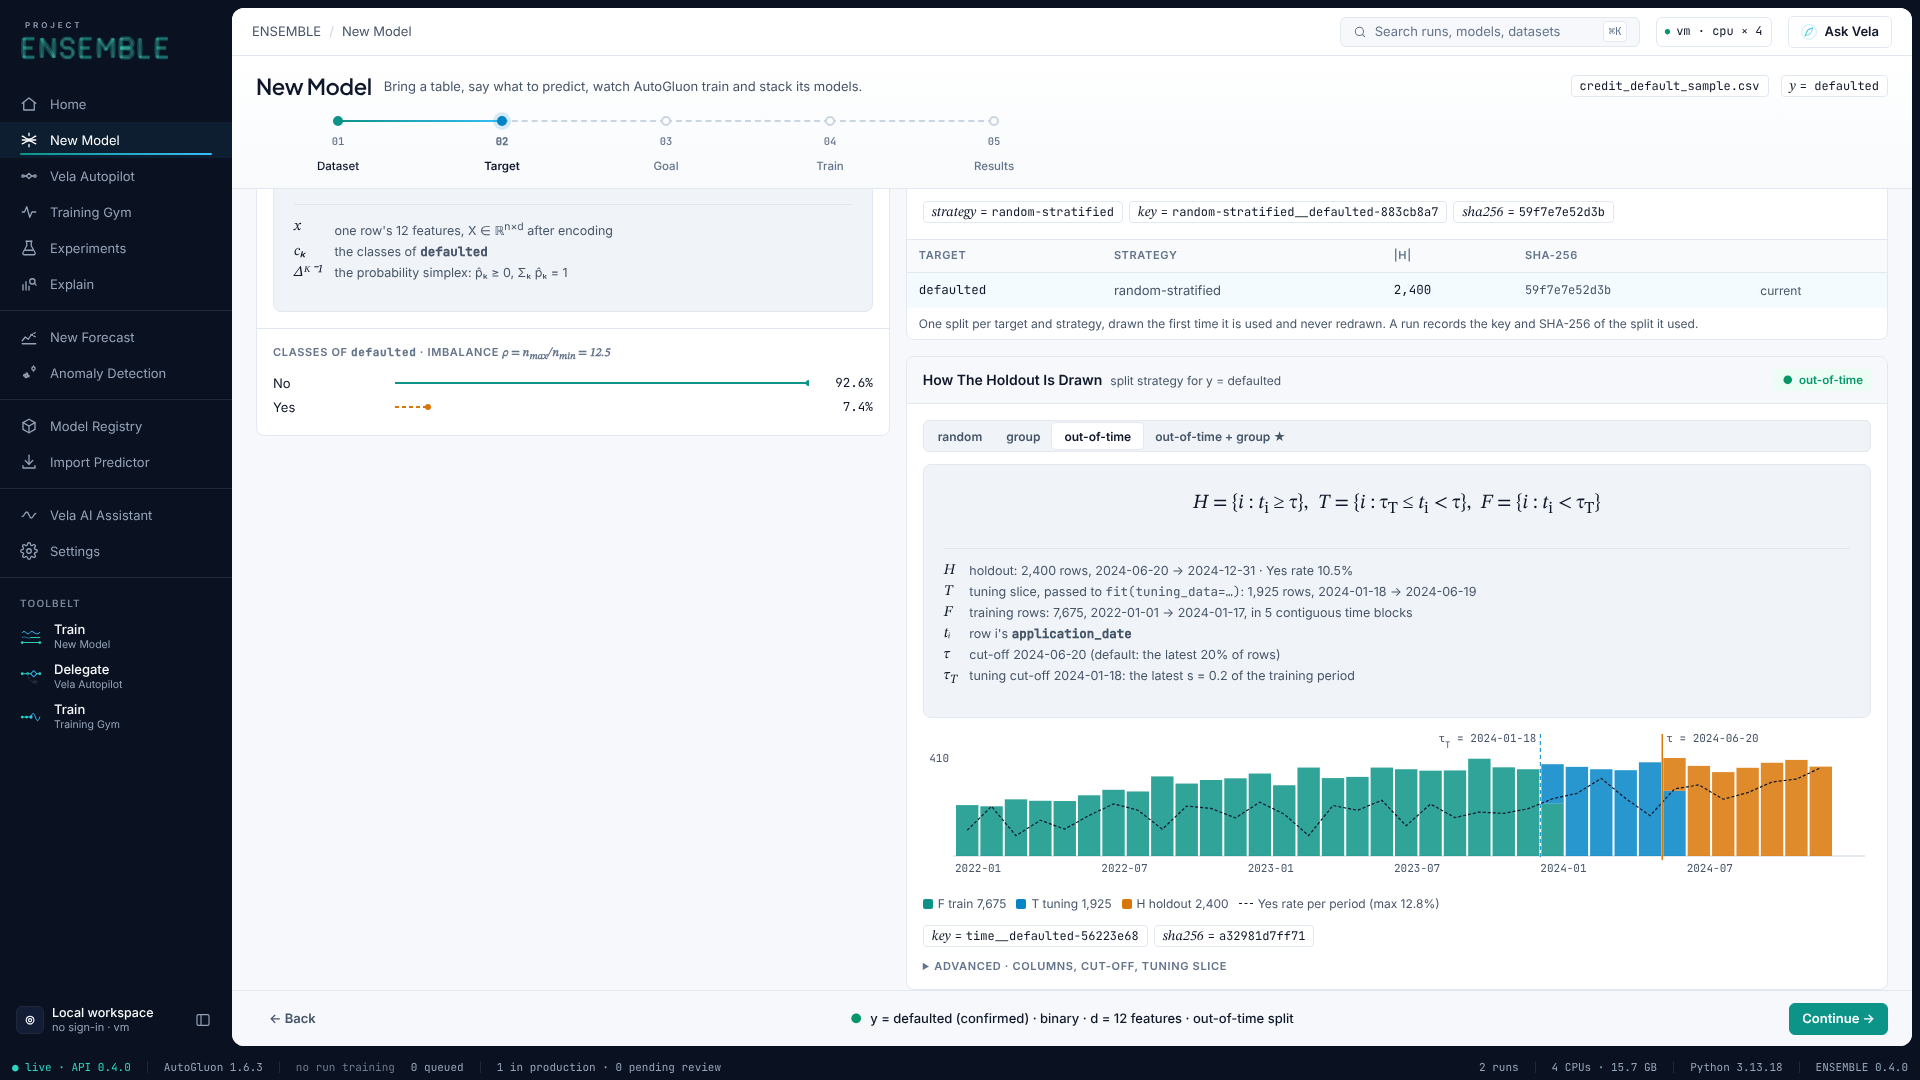 PROJECT
ENSEMBLE
Home
New Model
Vela Autopilot
Training Gym
Experiments
Explain
New Forecast
Anomaly Detection
Model Registry
Import Predictor
Vela AI Assistant
Settings
TOOLBELT
Train
New Model
Delegate
Vela Autopilot
Train
Training Gym
Local workspace
no sign-in · vm
ENSEMBLE / New Model
Search runs, models, datasets ⌘K
vm · cpu × 4
Ask Vela
New Model Bring a table, say what to predict, watch AutoGluon train and stack its models.
credit_default_sample.csv
y = defaulted
01 02 03 04 05
Dataset Target Goal Train Results
x one row's 12 features, X ∈ ℝⁿˣᵈ after encoding
cₖ the classes of defaulted
Δᴷ⁻¹ the probability simplex: p̂ₖ ≥ 0, Σₖ p̂ₖ = 1
CLASSES OF defaulted · IMBALANCE ρ = n_max/n_min = 12.5
No 92.6%
Yes 7.4%
strategy = random-stratified key = random-stratified__defaulted-883cb8a7 sha256 = 59f7e7e52d3b
TARGET STRATEGY |H| SHA-256
defaulted random-stratified 2,400 59f7e7e52d3b current
One split per target and strategy, drawn the first time it is used and never redrawn. A run records the key and SHA-256 of the split it used.
How The Holdout Is Drawn split strategy for y = defaulted out-of-time
random group out-of-time out-of-time + group ★
H = {i : tᵢ ≥ τ}, T = {i : τ_T ≤ tᵢ < τ}, F = {i : tᵢ < τ_T}
H holdout: 2,400 rows, 2024-06-20 → 2024-12-31 · Yes rate 10.5%
T tuning slice, passed to fit(tuning_data=…): 1,925 rows, 2024-01-18 → 2024-06-19
F training rows: 7,675, 2022-01-01 → 2024-01-17, in 5 contiguous time blocks
tᵢ row i's application_date
τ cut-off 2024-06-20 (default: the latest 20% of rows)
τ_T tuning cut-off 2024-01-18: the latest s = 0.2 of the training period
τ_T = 2024-01-18 τ = 2024-06-20
410
2022-01 2022-07 2023-01 2023-07 2024-01 2024-07
F train 7,675 T tuning 1,925 H holdout 2,400 Yes rate per period (max 12.8%)
key = time__defaulted-56223e68 sha256 = a32981d7ff71
▸ ADVANCED · COLUMNS, CUT-OFF, TUNING SLICE
← Back
y = defaulted (confirmed) · binary · d = 12 features · out-of-time split
Continue →
live · API 0.4.0 AutoGluon 1.6.3 no run training 0 queued 1 in production · 0 pending review 2 runs 4 CPUs · 15.7 GB Python 3.13.18 ENSEMBLE 0.4.0